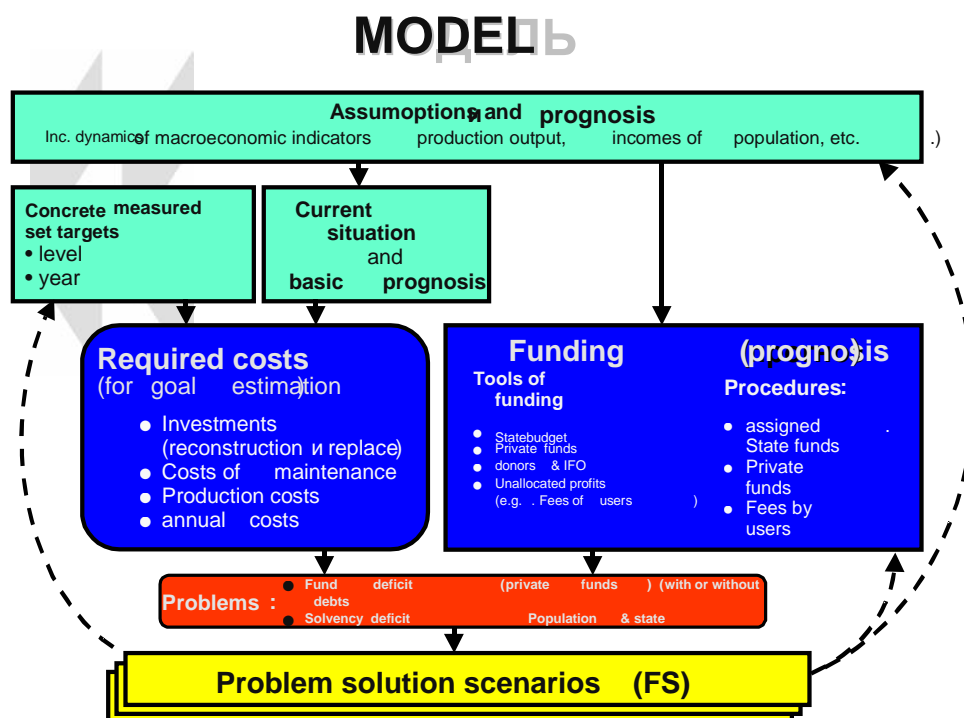 MODEL
МОДЕЛЬ
Assumoptions and и prognosis
Inc. dynamics of macroeconomic indicators production output, incomes of population, etc. .)
Concrete measured
set targets
• level
• year
Current
situation
and
basic prognosis
Required costs
(for goal estimation)
● Investments
(reconstruction и replace)
● Costs of maintenance
● Production costs
● annual costs
Funding (prognosis)
Tools of
funding
● Statebudget
● Private funds
● donors & IFO
● Unallocated profits
(e.g. . Fees of users )
Procedures:
● assigned .
State funds
● Private
funds
● Fees by
users
Problems :
● Fund deficit (private funds ) (with or without
debts
● Solvency deficit Population & state
Problem solution scenarios (FS)